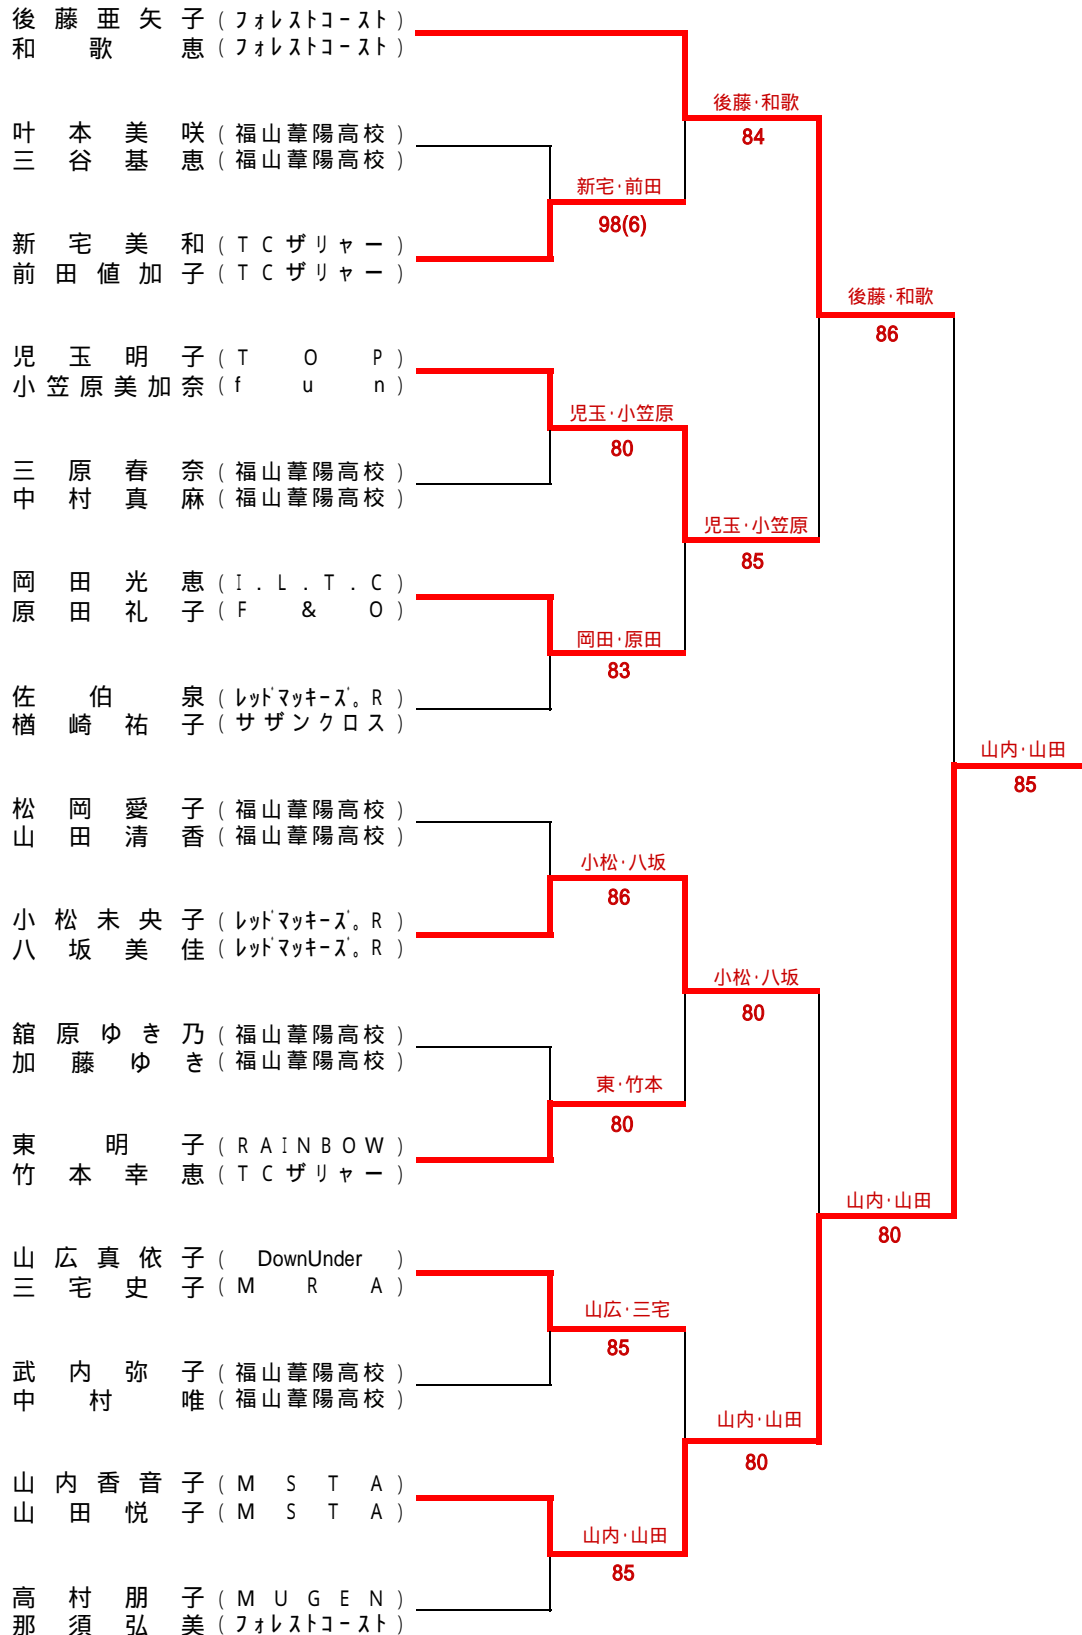 後藤亜矢子(フォレストコースト)
和歌恵(フォレストコースト)
後藤・和歌
84
叶本美咲(福山葦陽高校)
三谷基恵(福山葦陽高校)
新宅・前田
98(6)
新宅美和(TCザリャー)
前田値加子(TCザリャー)
後藤・和歌
86
児玉明子(TOP)
小笠原美加奈(fun)
児玉・小笠原
80
三原春奈(福山葦陽高校)
中村真麻(福山葦陽高校)
児玉・小笠原
85
岡田光恵(I.L.T.C)
原田礼子(F&O)
岡田・原田
83
佐伯泉(レッドマッキーズ。R)
楢崎祐子(サザンクロス)
山内・山田
85
松岡愛子(福山葦陽高校)
山田清香(福山葦陽高校)
小松・八坂
86
小松未央子(レッドマッキーズ。R)
八坂美佳(レッドマッキーズ。R)
小松・八坂
80
舘原ゆき乃(福山葦陽高校)
加藤ゆき(福山葦陽高校)
東・竹本
80
東明子(RAINBOW)
竹本幸恵(TCザリャー)
山内・山田
80
山広真依子(DownUnder)
三宅史子(MRA)
山広・三宅
85
武内弥子(福山葦陽高校)
中村唯(福山葦陽高校)
山内・山田
80
山内香音子(MSTA)
山田悦子(MSTA)
山内・山田
85
高村朋子(MUGEN)
那須弘美(フォレストコースト)